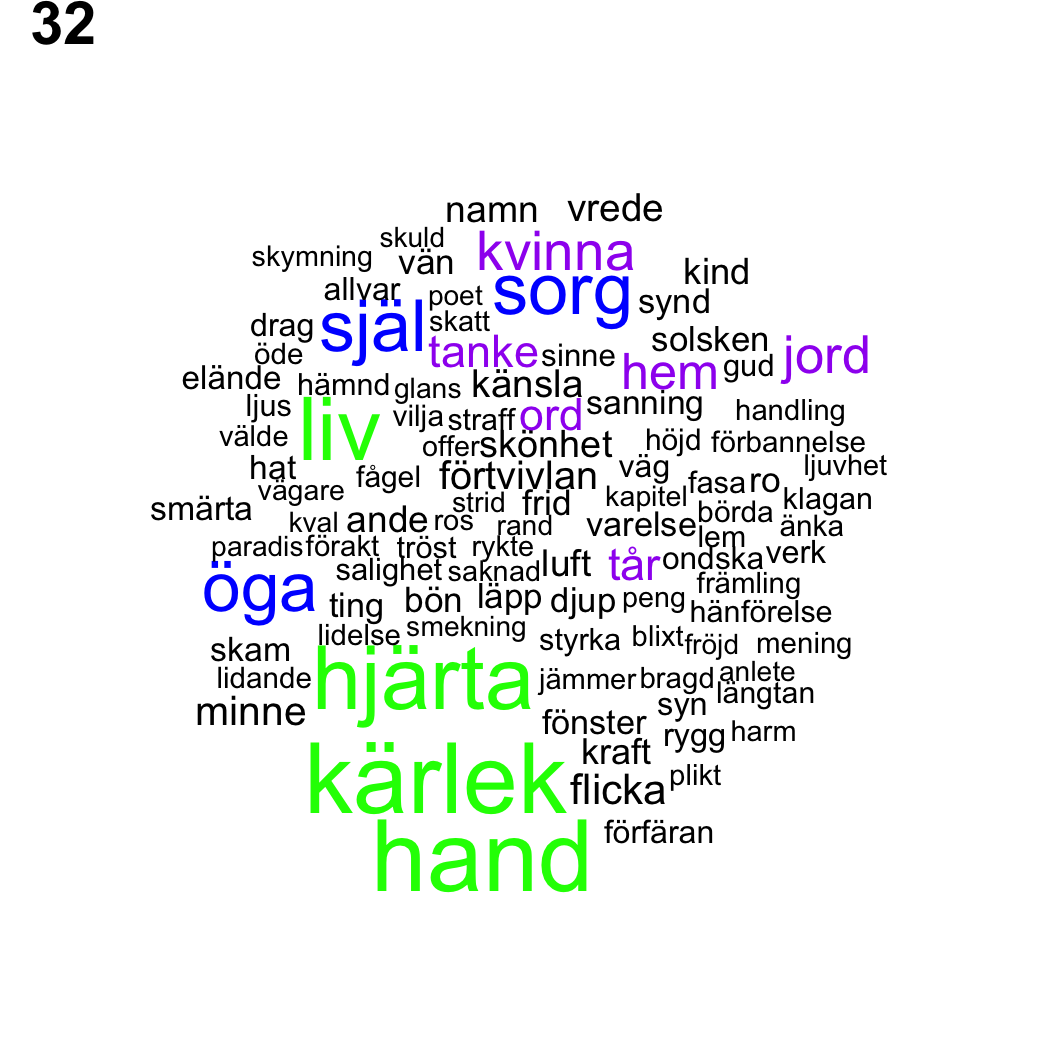 32
namn vrede
skuld kvinna
skymning vän kind
allvar poet sorg synd
drag själ skatt solsken
öde tanke sinne hem gud jord
elände hämnd glans känsla
ljus liv vilja straff ord sanning handling
välde offer skönhet höjd förbannelse
hat fågel förtvivlan väg ljuvhet
vägare fasa ro
smärta strid frid kapitel klagan
kval ande ros rand varelse börda änka
paradis förakt tröst rykte lem
salighet saknad luft tår ondska verk
öga främling
ting bön läpp djup peng hänförelse
lidelse smekning styrka blixt fröjd mening
skam
lidande hjärta jämmer bragd anlete
minne syn längtan
fönster rygg harm
kärlek kraft
flicka plikt
hand förfäran